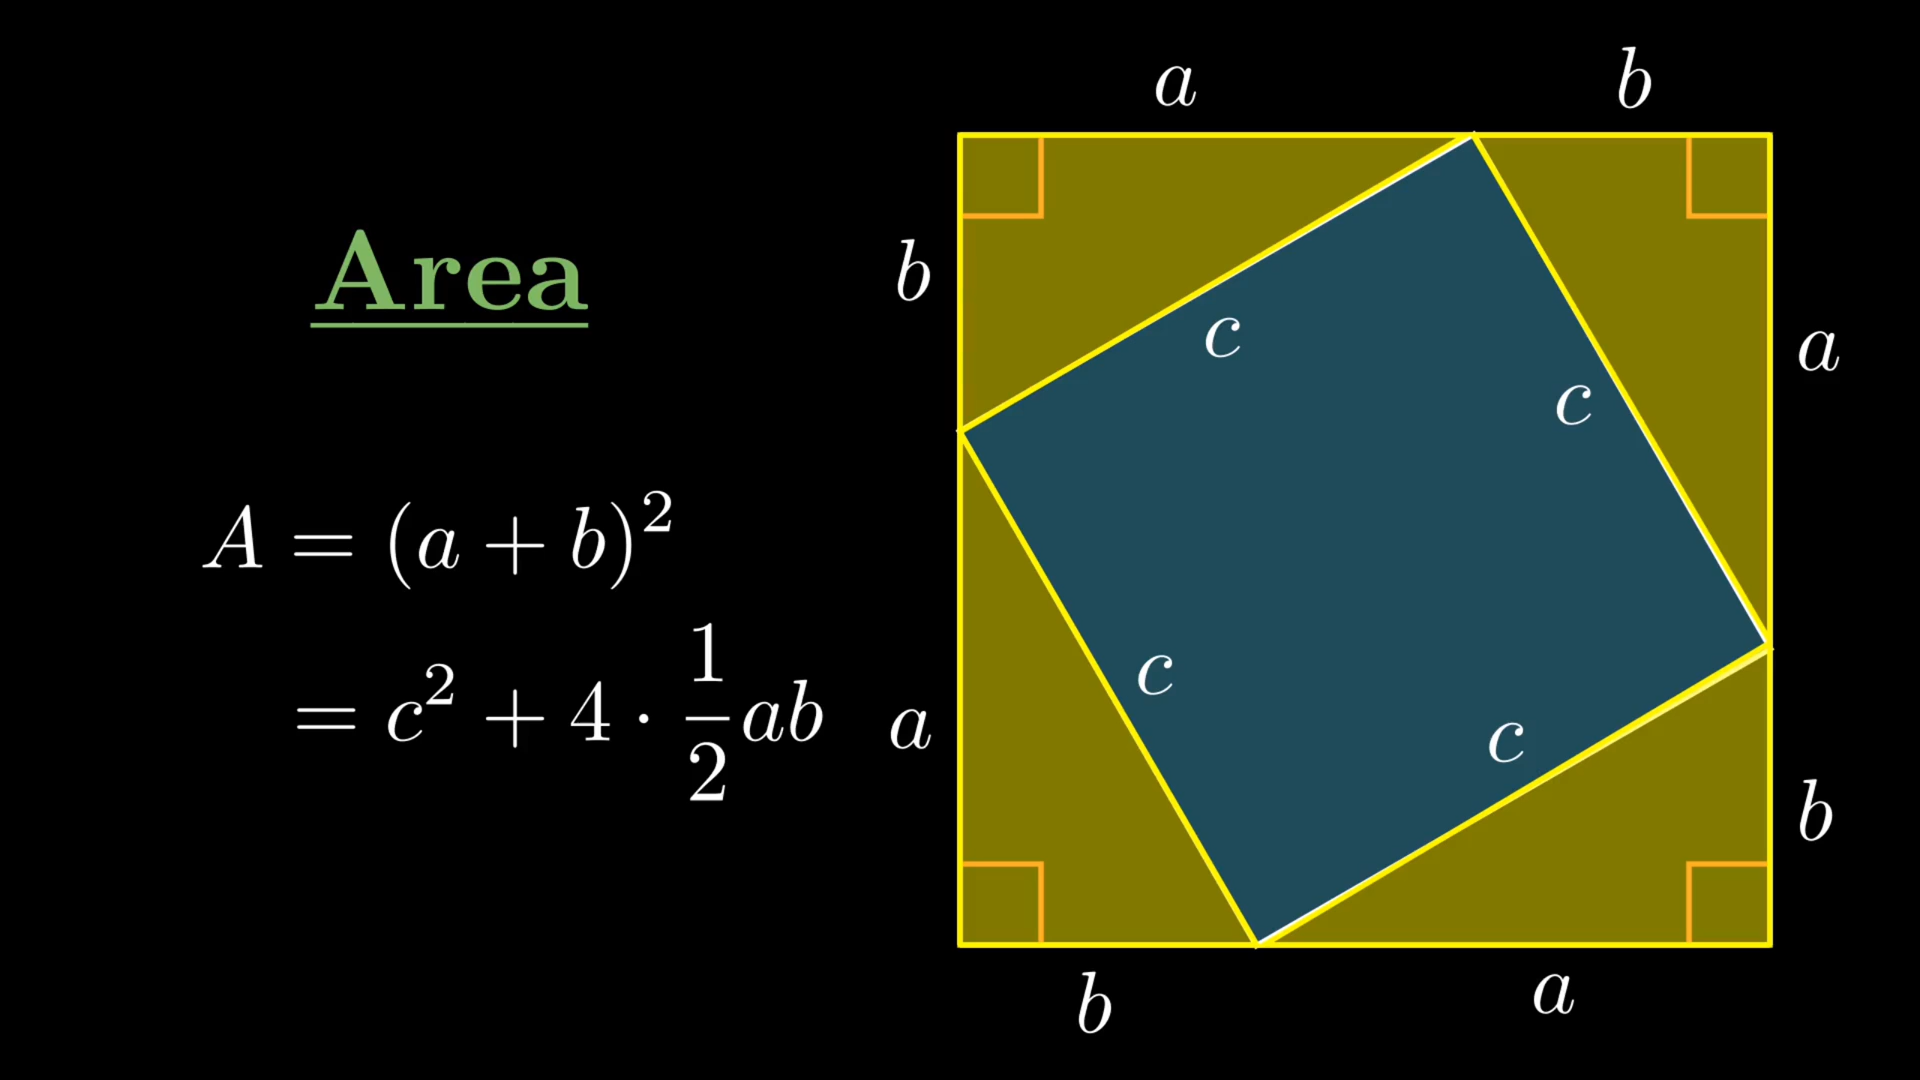 Area
A = (a + b)²
= c² + 4 · 1/2 ab
a b
b
a
c
c
a
c
c
b
b a